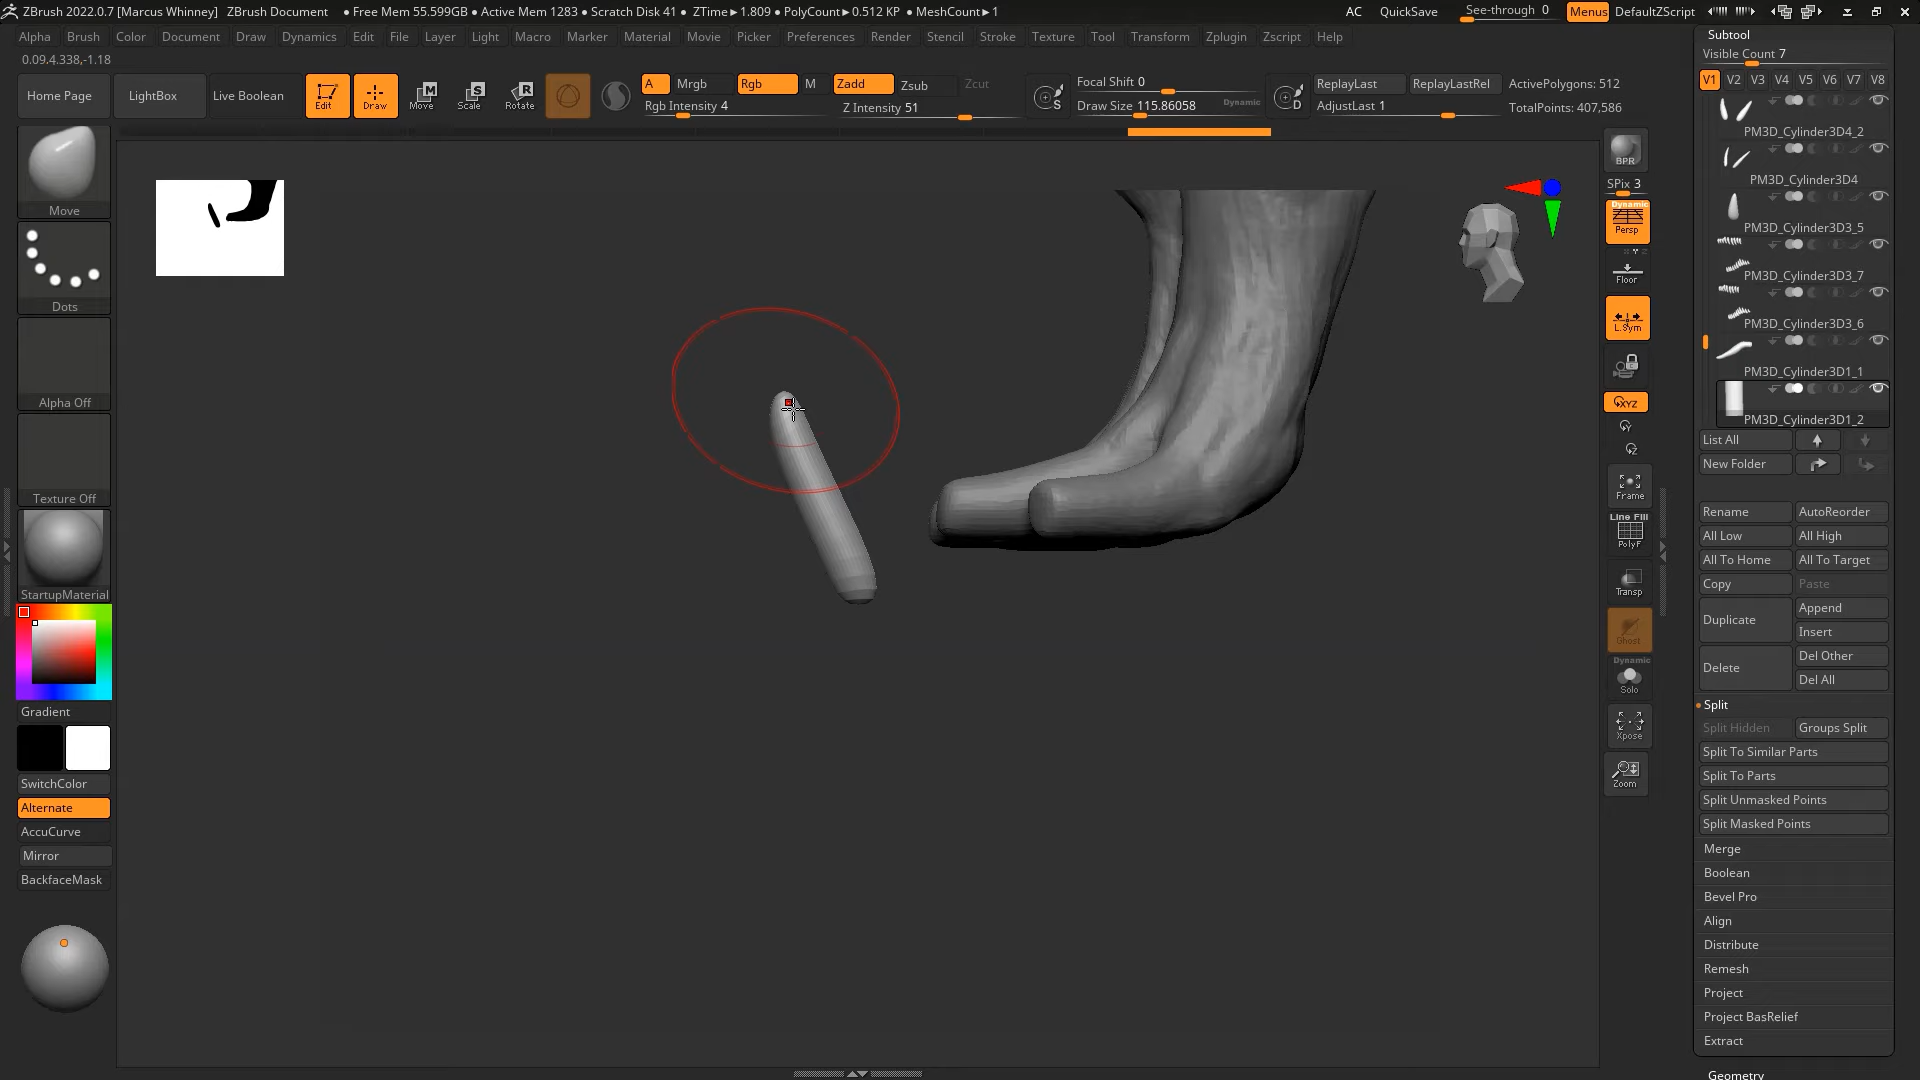 ZBrush 2022.0.7 [Marcus Whinney] ZBrush Document • Free Mem 55.599GB • Active Mem 1283 • Scratch Disk 41 • ZTime►1.809 • PolyCount►0.512 KP • MeshCount►1 AC QuickSave See-through 0 Menus DefaultZScript
Alpha Brush Color Document Draw Dynamics Edit File Layer Light Macro Marker Material Movie Picker Preferences Render Stencil Stroke Texture Tool Transform Zplugin Zscript Help
0.09.4.338,-1.18
Home Page LightBox Live Boolean Edit Draw Move Scale Rotate
M S R
A Mrgb Rgb M Zadd Zsub Zcut
Rgb Intensity 4 Z Intensity 51
S Focal Shift 0
Draw Size 115.86058 Dynamic
D ReplayLast ReplayLastRel
AdjustLast 1
ActivePolygons: 512
TotalPoints: 407,586
Move
Dots
Alpha Off
Texture Off
StartupMaterial
Gradient
SwitchColor
Alternate
AccuCurve
Mirror
BackfaceMask
BPR
SPix 3
Dynamic
Persp
Floor
L.Sym
XYZ
Y
Z
Frame
Line Fill
PolyF
Transp
Ghost
Dynamic
Solo
Xpose
Zoom
Subtool
Visible Count 7
V1 V2 V3 V4 V5 V6 V7 V8
PM3D_Cylinder3D4_2
PM3D_Cylinder3D4
PM3D_Cylinder3D3_5
PM3D_Cylinder3D3_7
PM3D_Cylinder3D3_6
PM3D_Cylinder3D1_1
PM3D_Cylinder3D1_2
List All
New Folder
Rename AutoReorder
All Low All High
All To Home All To Target
Copy Paste
Duplicate Append
Insert
Delete Del Other
Del All
Split
Split Hidden Groups Split
Split To Similar Parts
Split To Parts
Split Unmasked Points
Split Masked Points
Merge
Boolean
Bevel Pro
Align
Distribute
Remesh
Project
Project BasRelief
Extract
Geometry